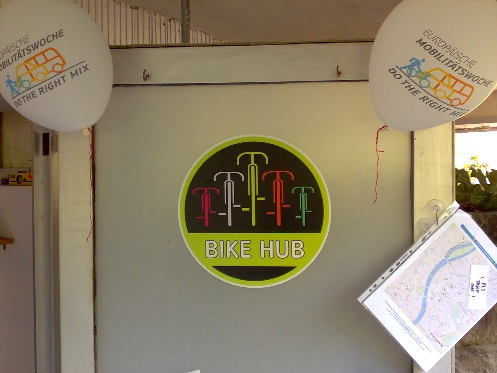 EUROPÄISCHE
MOBILITÄTSWOCHE
DO THE RIGHT MIX
EUROPÄISCHE
MOBILITÄTSWOCHE
DO THE RIGHT MIX
BIKE HUB